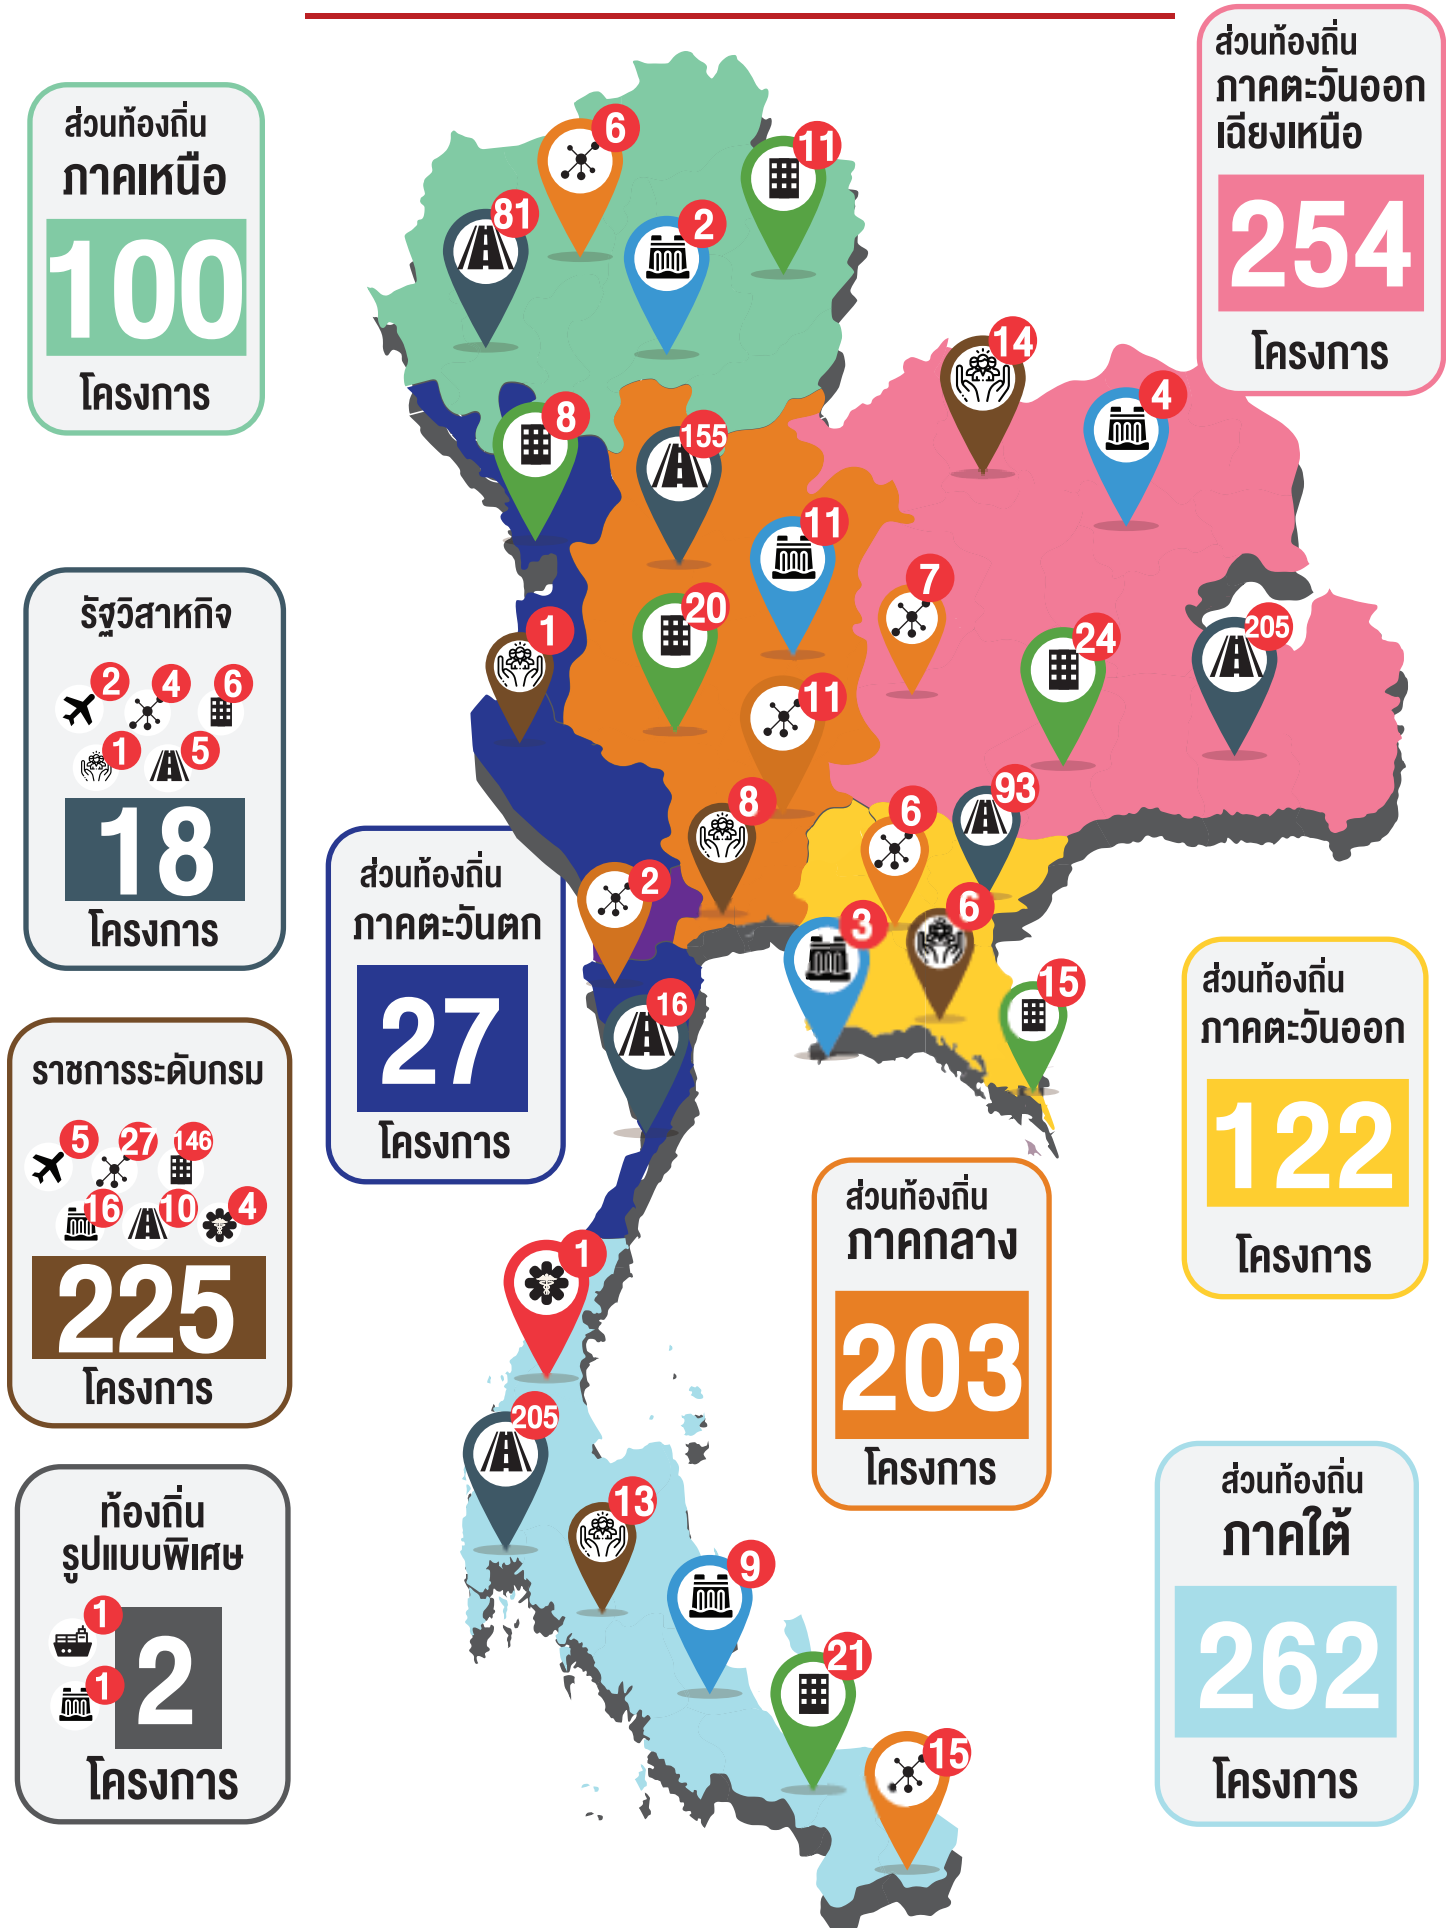 ส่วนท้องถิ่น
ภาคเหนือ
100
โครงการ
ส่วนท้องถิ่น
ภาคตะวันออก
เฉียงเหนือ
254
โครงการ
6
11
81
2
14
4
8
155
11
7
20
1
24
205
11
93
8
6
2
6
3
16
15
รัฐวิสาหกิจ
2
4
6
1
5
18
โครงการ
ส่วนท้องถิ่น
ภาคตะวันตก
27
โครงการ
ส่วนท้องถิ่น
ภาคตะวันออก
122
โครงการ
ราชการระดับกรม
5
27
146
16
10
4
225
โครงการ
ส่วนท้องถิ่น
ภาคกลาง
203
โครงการ
1
205
13
9
21
15
ท้องถิ่น
รูปแบบพิเศษ
1
1
2
โครงการ
ส่วนท้องถิ่น
ภาคใต้
262
โครงการ